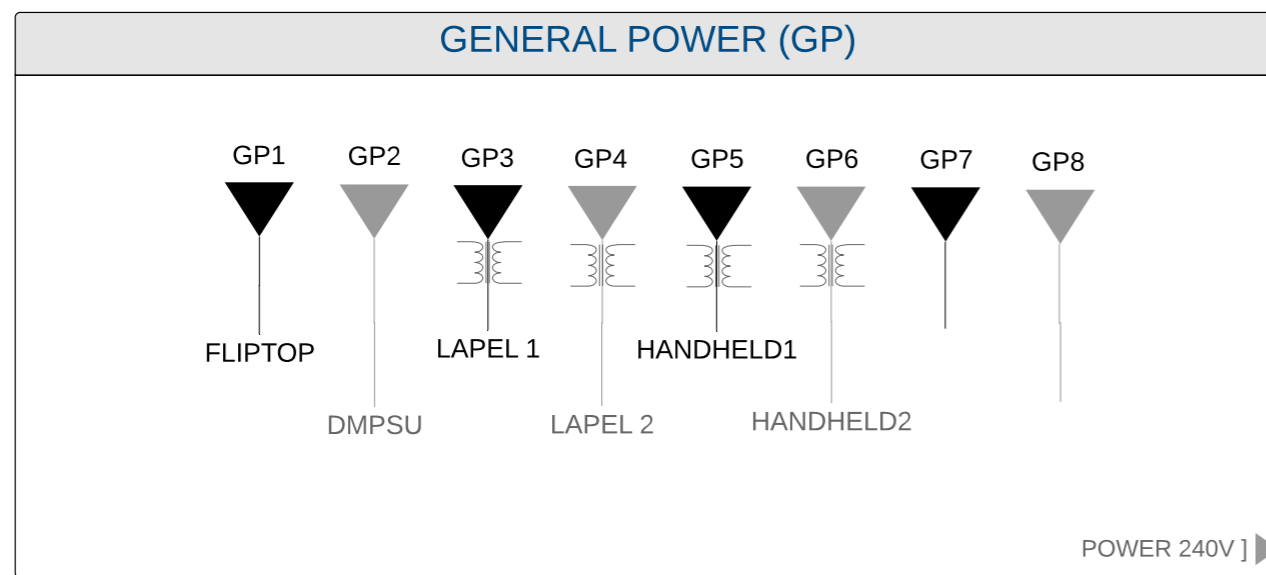 GENERAL POWER (GP)
GP1 GP2 GP3 GP4 GP5 GP6 GP7 GP8
FLIPTOP LAPEL 1 HANDHELD1
DMPSU LAPEL 2 HANDHELD2
POWER 240V ]